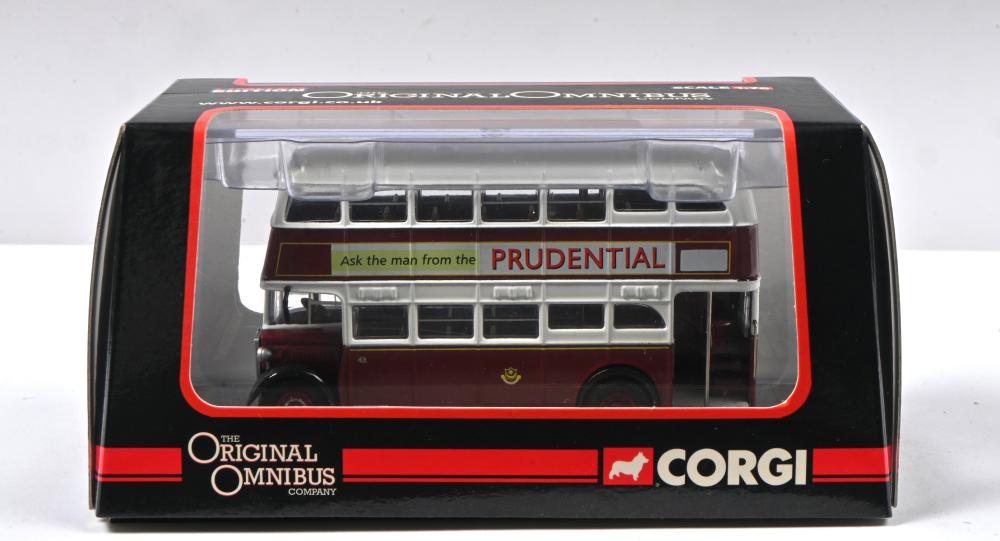 EDITION
SCALE 1:76
THE
ORIGINAL OMNIBUS
COMPANY
www.corgi.co.uk
Ask the man from the PRUDENTIAL
THE
ORIGINAL
OMNIBUS
COMPANY
CORGI